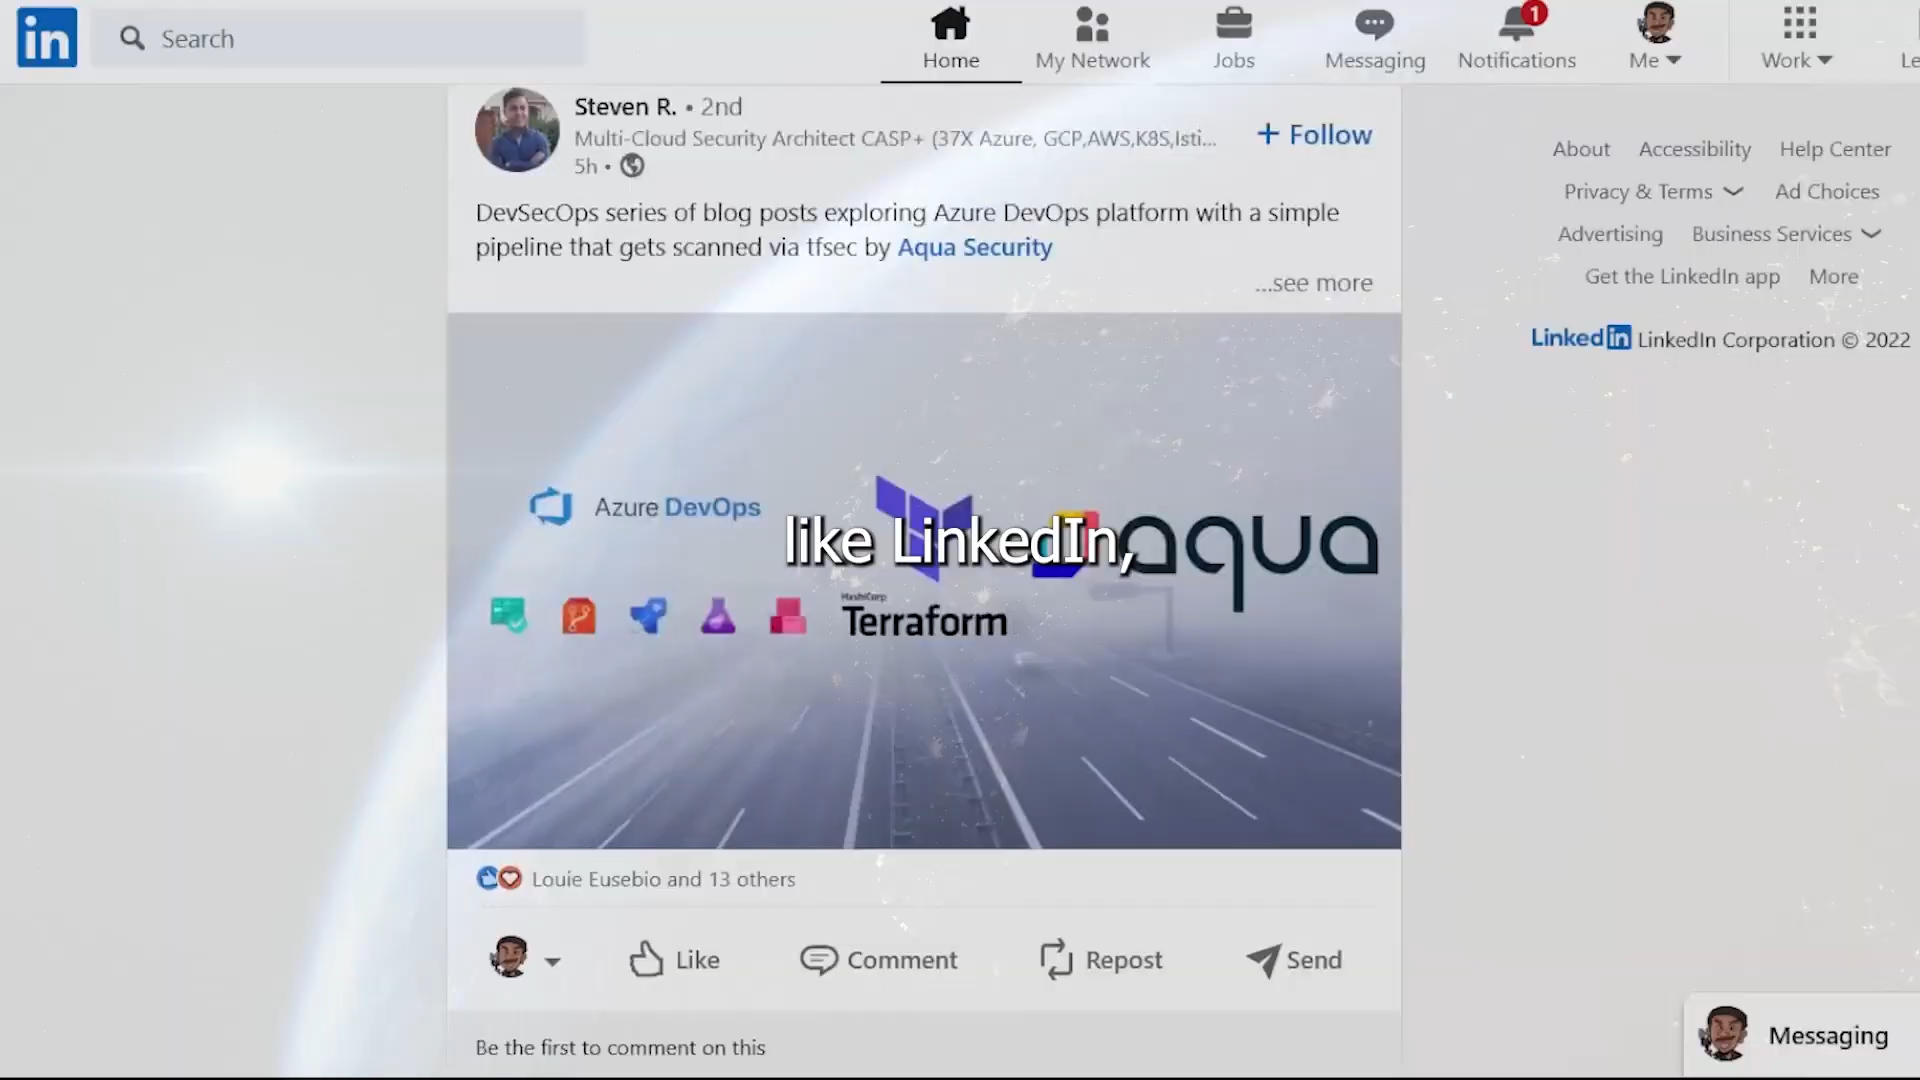 in
Search
Home
My Network
Jobs
Messaging
1
Notifications
Me
Work
Steven R. • 2nd
Multi-Cloud Security Architect CASP+ (37X Azure, GCP,AWS,K8S,Isti...
5h •
+ Follow
DevSecOps series of blog posts exploring Azure DevOps platform with a simple
pipeline that gets scanned via tfsec by Aqua Security
...see more
Azure DevOps
like LinkedIn,
aqua
HashiCorp
Terraform
Louie Eusebio and 13 others
Like
Comment
Repost
Send
Be the first to comment on this
About Accessibility Help Center
Privacy & Terms Ad Choices
Advertising Business Services
Get the LinkedIn app More
LinkedIn LinkedIn Corporation © 2022
Messaging